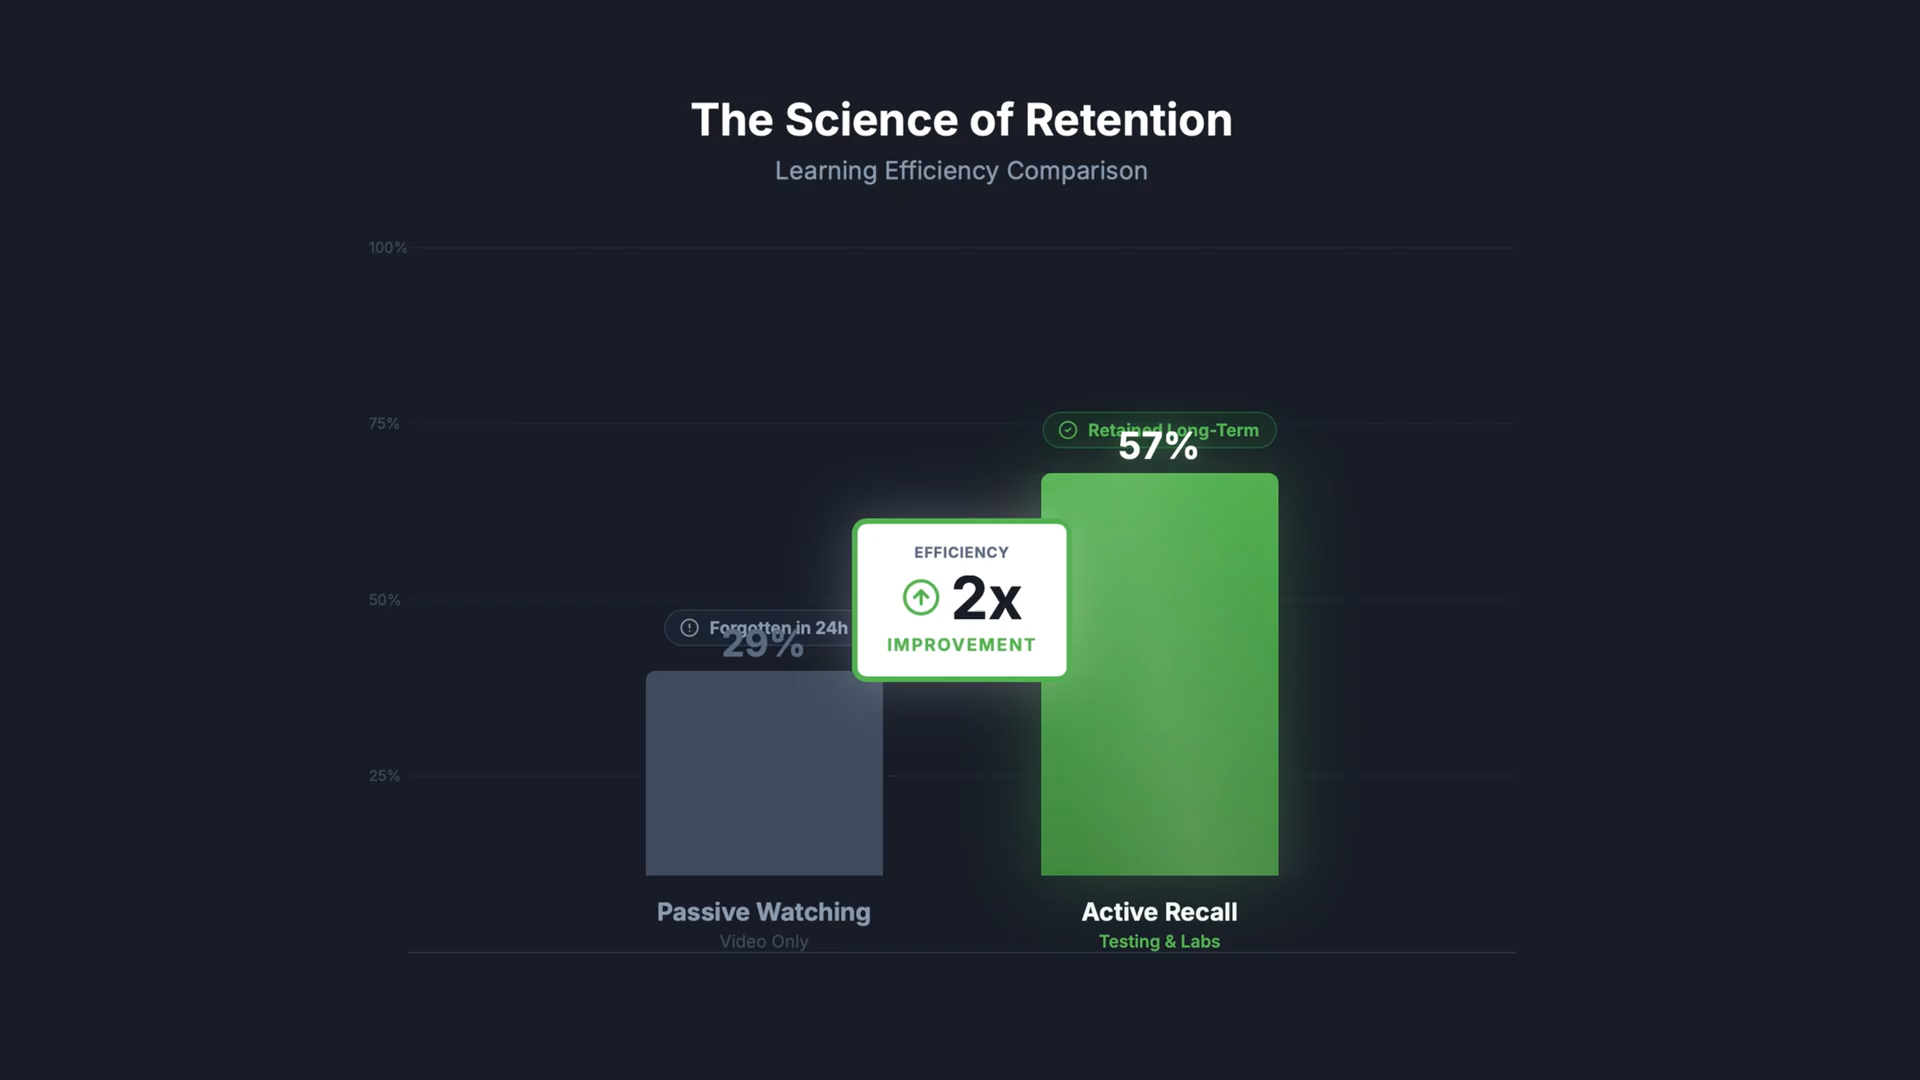 The Science of Retention
Learning Efficiency Comparison
100%
75%
50%
25%
Forgotten in 24h
29%
Passive Watching
Video Only
EFFICIENCY
2x
IMPROVEMENT
Retained Long-Term
57%
Active Recall
Testing & Labs